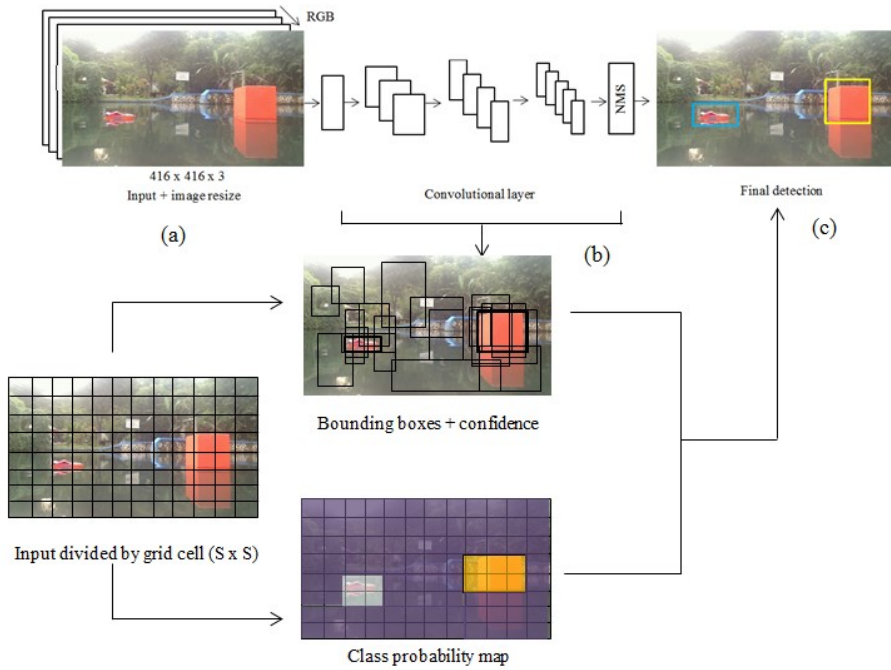 RGB
NMS
416 x 416 x 3
Input + image resize
Convolutional layer
Final detection
(a)
(b)
(c)
Bounding boxes + confidence
Input divided by grid cell (S x S)
Class probability map